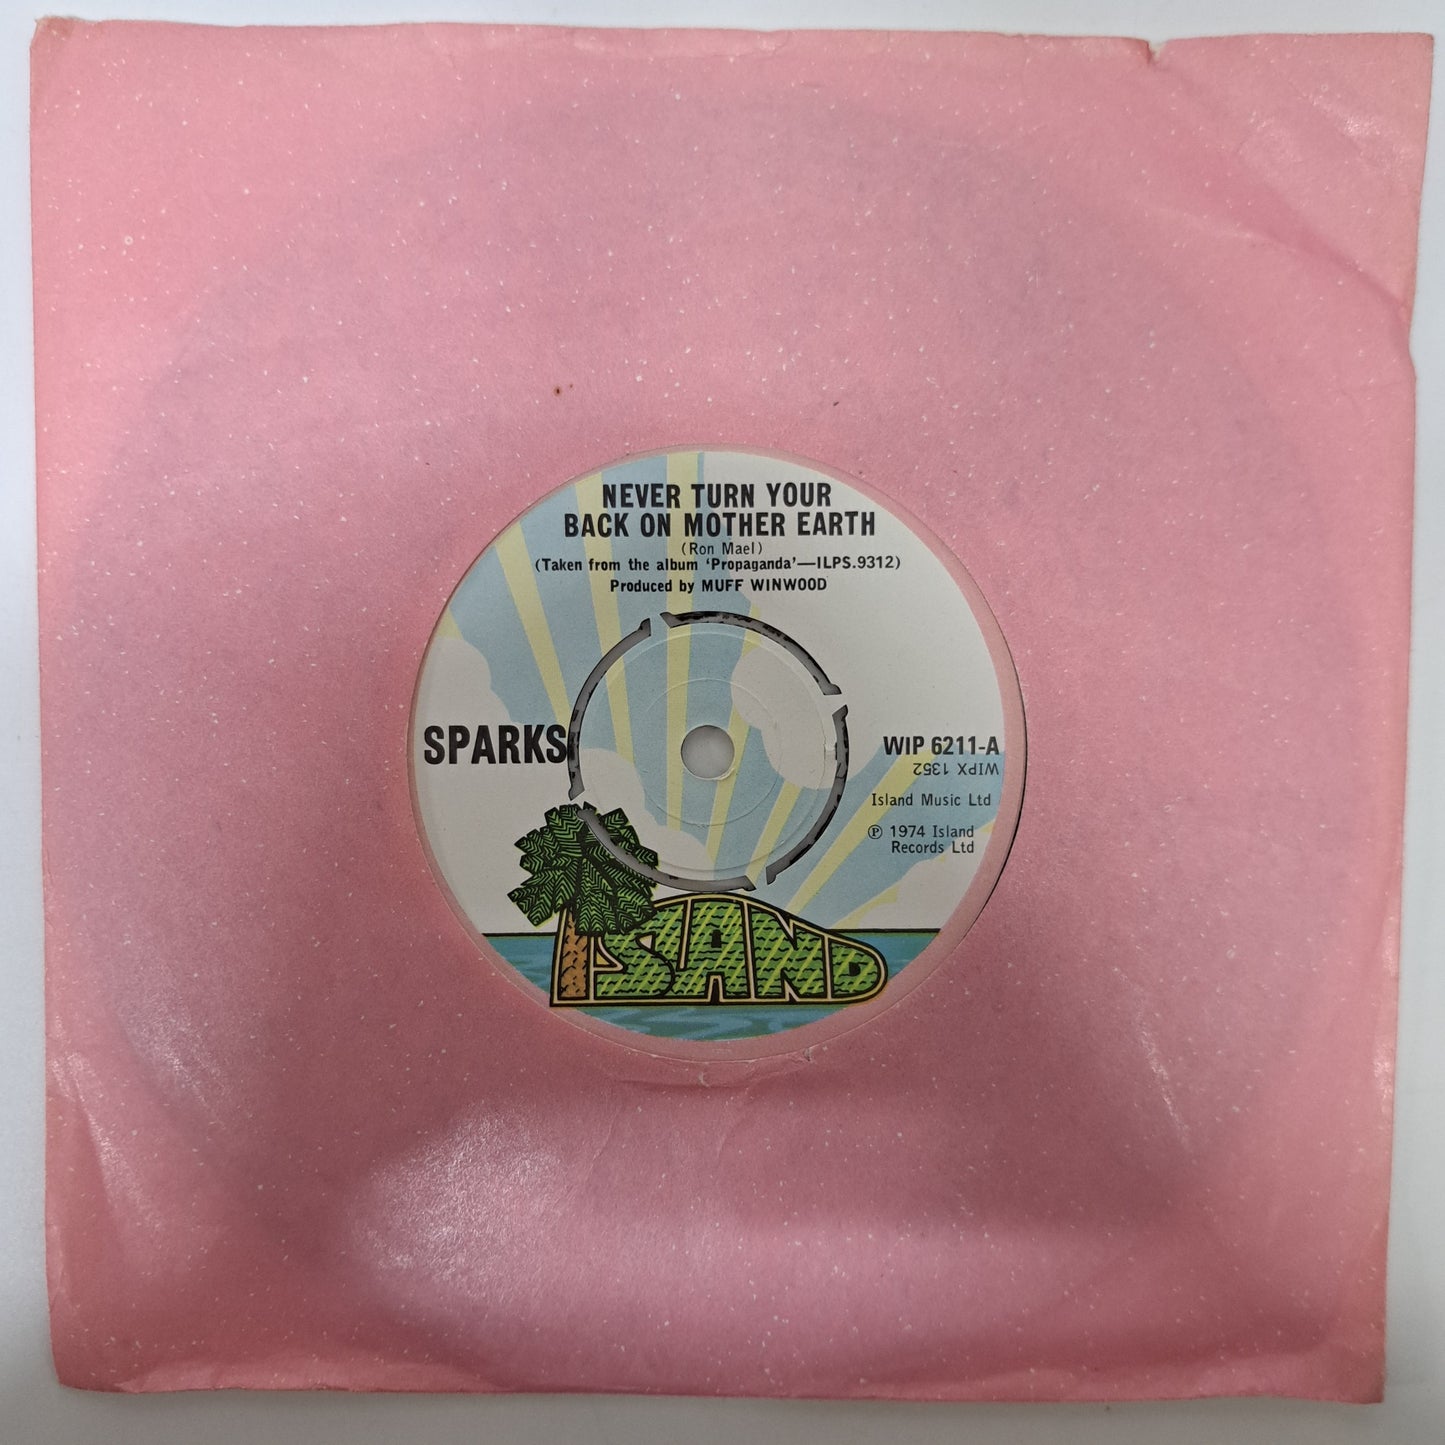 NEVER TURN YOUR
BACK ON MOTHER EARTH
(Ron Mael)
(Taken from the album ‘Propaganda’—ILPS.9312)
Produced by MUFF WINWOOD
SPARKS
WIP 6211-A
WIPX 1352
Island Music Ltd
℗ 1974 Island
Records Ltd
ISLAND